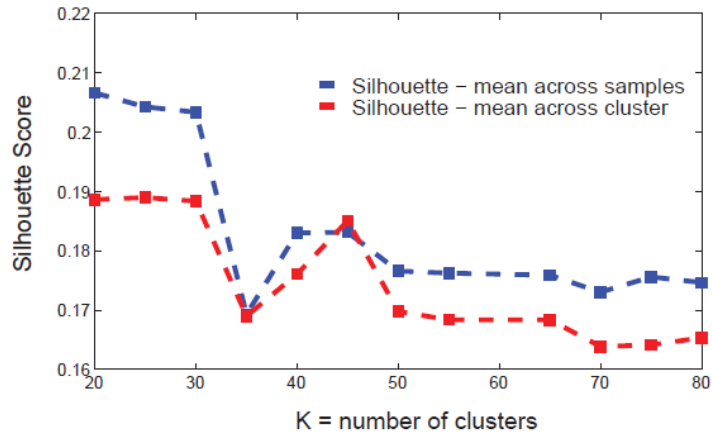 0.22
0.21
0.2
0.19
0.18
0.17
0.16
Silhouette Score
Silhouette – mean across samples
Silhouette – mean across cluster
20 30 40 50 60 70 80
K = number of clusters